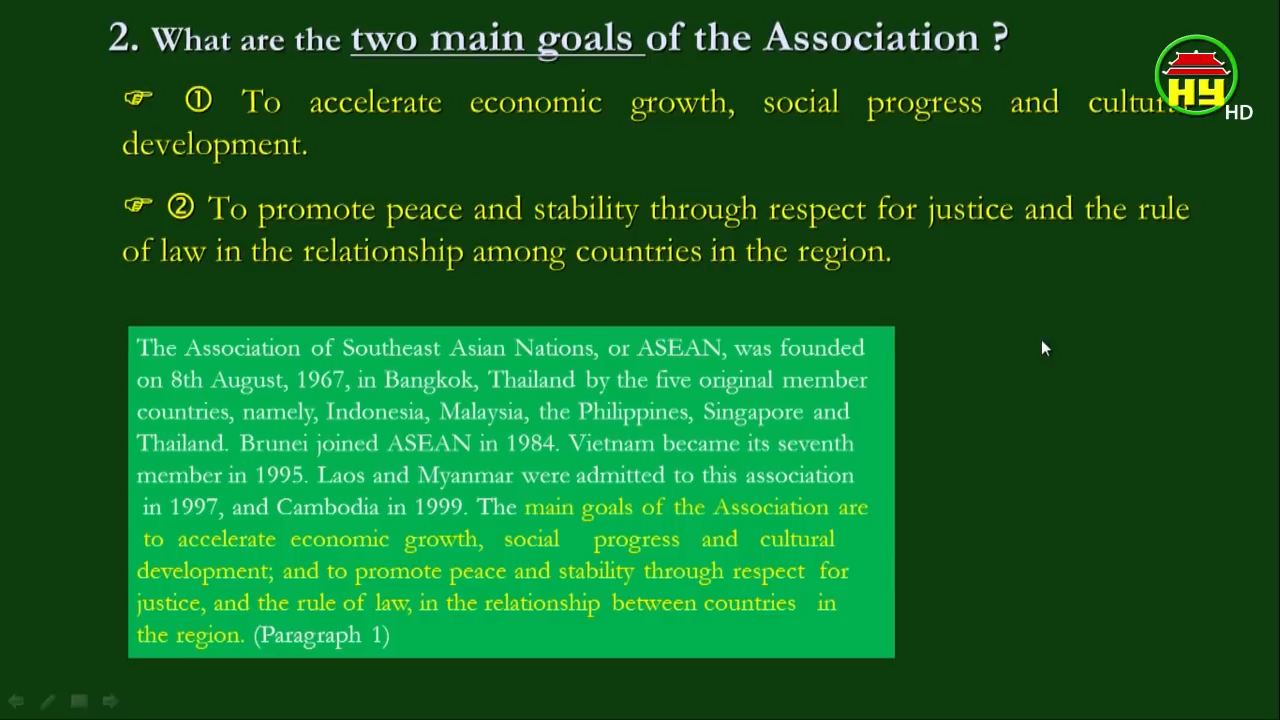 2. What are the two main goals of the Association ?
☞ ① To accelerate economic growth, social progress and cultural
development.
☞ ② To promote peace and stability through respect for justice and the rule
of law in the relationship among countries in the region.
The Association of Southeast Asian Nations, or ASEAN, was founded
on 8th August, 1967, in Bangkok, Thailand by the five original member
countries, namely, Indonesia, Malaysia, the Philippines, Singapore and
Thailand. Brunei joined ASEAN in 1984. Vietnam became its seventh
member in 1995. Laos and Myanmar were admitted to this association
in 1997, and Cambodia in 1999. The main goals of the Association are
to accelerate economic growth, social progress and cultural
development; and to promote peace and stability through respect for
justice, and the rule of law, in the relationship between countries in
the region. (Paragraph 1)
HY HD